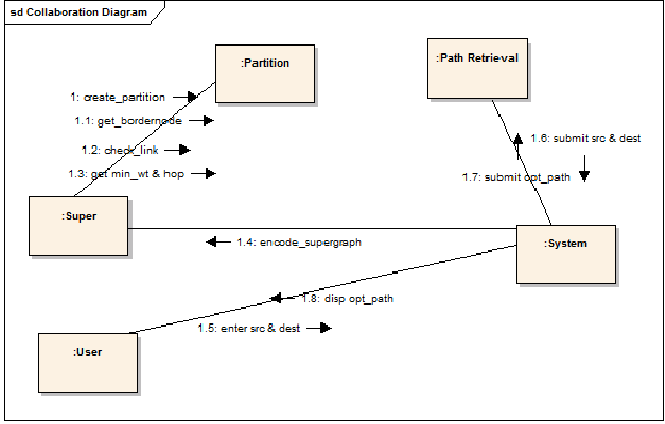 sd Collaboration Diagram
:Partition
:Path Retrieval
1: create_partition
1.1: get_bordernode
1.2: check_link
1.3: get min_wt & hop
1.6: submit src & dest
1.7: submit opt_path
:Super
:System
1.4: encode_supergraph
1.8: disp opt_path
1.5: enter src & dest
:User